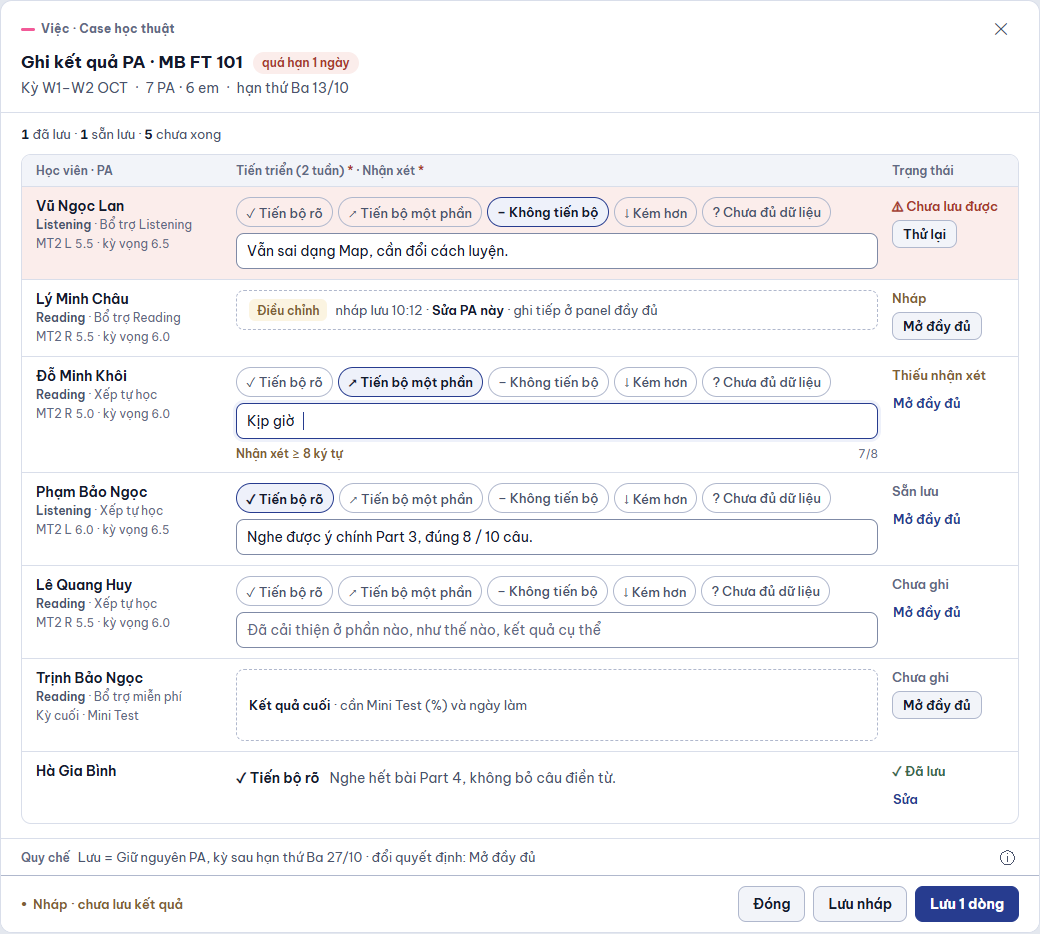 Việc · Case học thuật
Ghi kết quả PA · MB FT 101 quá hạn 1 ngày
Kỳ W1–W2 OCT · 7 PA · 6 em · hạn thứ Ba 13/10
1 đã lưu · 1 sẵn lưu · 5 chưa xong
Học viên · PA Tiến triển (2 tuần) * · Nhận xét * Trạng thái
Vũ Ngọc Lan
Listening · Bổ trợ Listening
MT2 L 5.5 · kỳ vọng 6.5
✓ Tiến bộ rõ ↗ Tiến bộ một phần – Không tiến bộ ↓ Kém hơn ? Chưa đủ dữ liệu
Vẫn sai dạng Map, cần đổi cách luyện.
⚠ Chưa lưu được
Thử lại
Lý Minh Châu
Reading · Bổ trợ Reading
MT2 R 5.5 · kỳ vọng 6.0
Điều chỉnh nháp lưu 10:12 · Sửa PA này · ghi tiếp ở panel đầy đủ
Nháp
Mở đầy đủ
Đỗ Minh Khôi
Reading · Xếp tự học
MT2 R 5.0 · kỳ vọng 6.0
✓ Tiến bộ rõ ↗ Tiến bộ một phần – Không tiến bộ ↓ Kém hơn ? Chưa đủ dữ liệu
Kịp giờ
Nhận xét ≥ 8 ký tự 7/8
Thiếu nhận xét
Mở đầy đủ
Phạm Bảo Ngọc
Listening · Xếp tự học
MT2 L 6.0 · kỳ vọng 6.5
✓ Tiến bộ rõ ↗ Tiến bộ một phần – Không tiến bộ ↓ Kém hơn ? Chưa đủ dữ liệu
Nghe được ý chính Part 3, đúng 8 / 10 câu.
Sẵn lưu
Mở đầy đủ
Lê Quang Huy
Reading · Xếp tự học
MT2 R 5.5 · kỳ vọng 6.0
✓ Tiến bộ rõ ↗ Tiến bộ một phần – Không tiến bộ ↓ Kém hơn ? Chưa đủ dữ liệu
Đã cải thiện ở phần nào, như thế nào, kết quả cụ thể
Chưa ghi
Mở đầy đủ
Trịnh Bảo Ngọc
Reading · Bổ trợ miễn phí
Kỳ cuối · Mini Test
Kết quả cuối · cần Mini Test (%) và ngày làm
Chưa ghi
Mở đầy đủ
Hà Gia Bình
✓ Tiến bộ rõ Nghe hết bài Part 4, không bỏ câu điền từ.
✓ Đã lưu
Sửa
Quy chế Lưu = Giữ nguyên PA, kỳ sau hạn thứ Ba 27/10 · đổi quyết định: Mở đầy đủ
• Nháp · chưa lưu kết quả
Đóng Lưu nháp Lưu 1 dòng